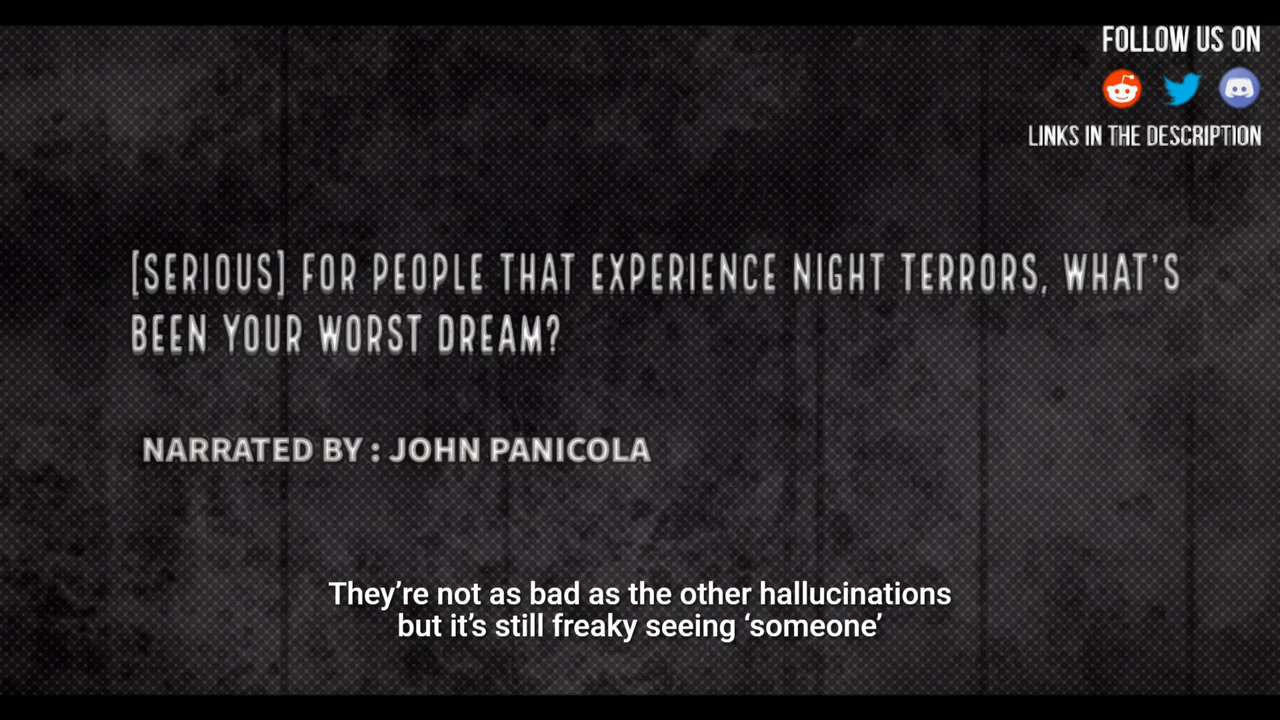 FOLLOW US ON
LINKS IN THE DESCRIPTION
[SERIOUS] FOR PEOPLE THAT EXPERIENCE NIGHT TERRORS, WHAT'S
BEEN YOUR WORST DREAM?
NARRATED BY : JOHN PANICOLA
They’re not as bad as the other hallucinations
but it’s still freaky seeing ‘someone’